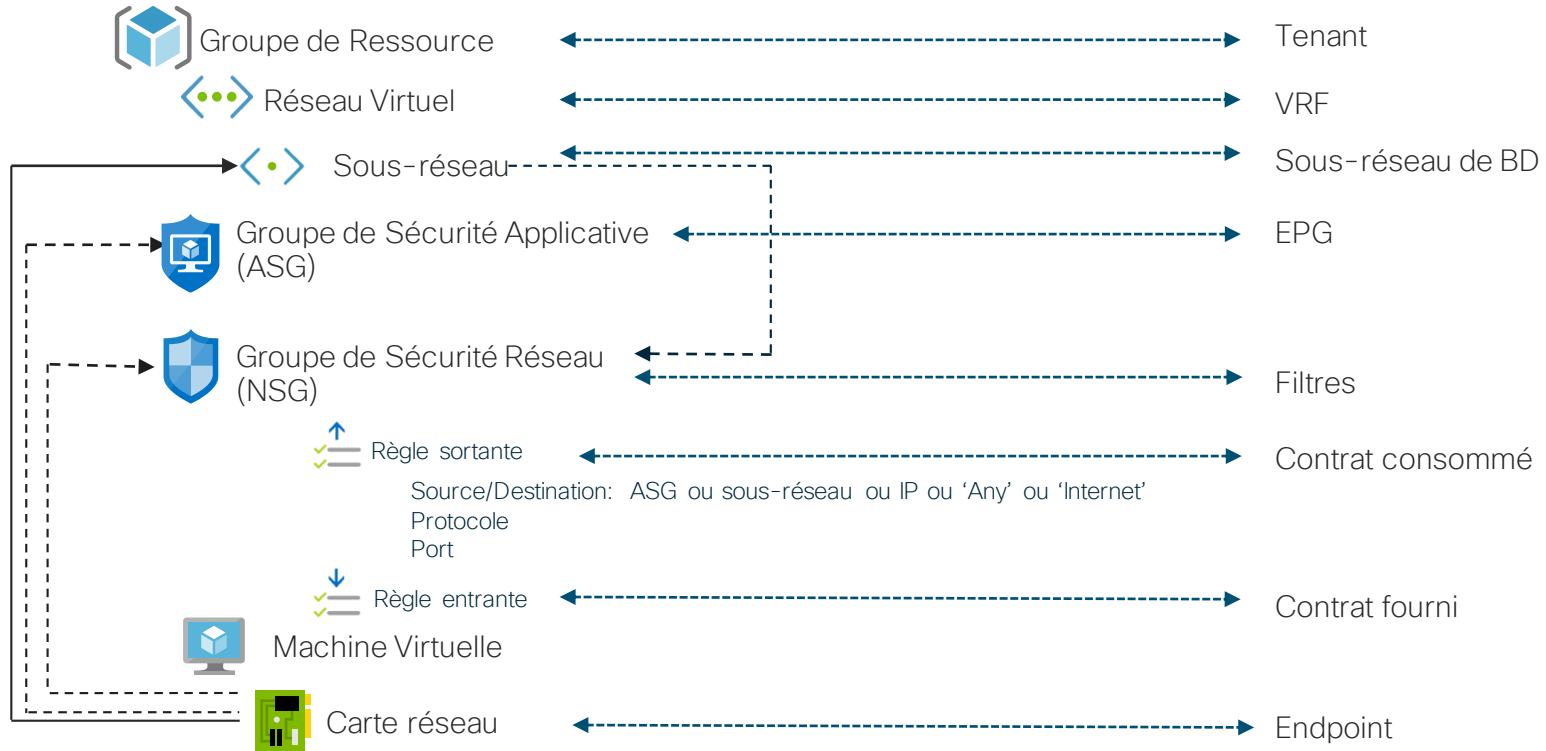 Groupe de Ressource
Tenant
Réseau Virtuel
VRF
Sous-réseau
Sous-réseau de BD
Groupe de Sécurité Applicative
(ASG)
EPG
Groupe de Sécurité Réseau
(NSG)
Filtres
Règle sortante
Contrat consommé
Source/Destination: ASG ou sous-réseau ou IP ou ‘Any’ ou ‘Internet’
Protocole
Port
Règle entrante
Contrat fourni
Machine Virtuelle
Carte réseau
Endpoint